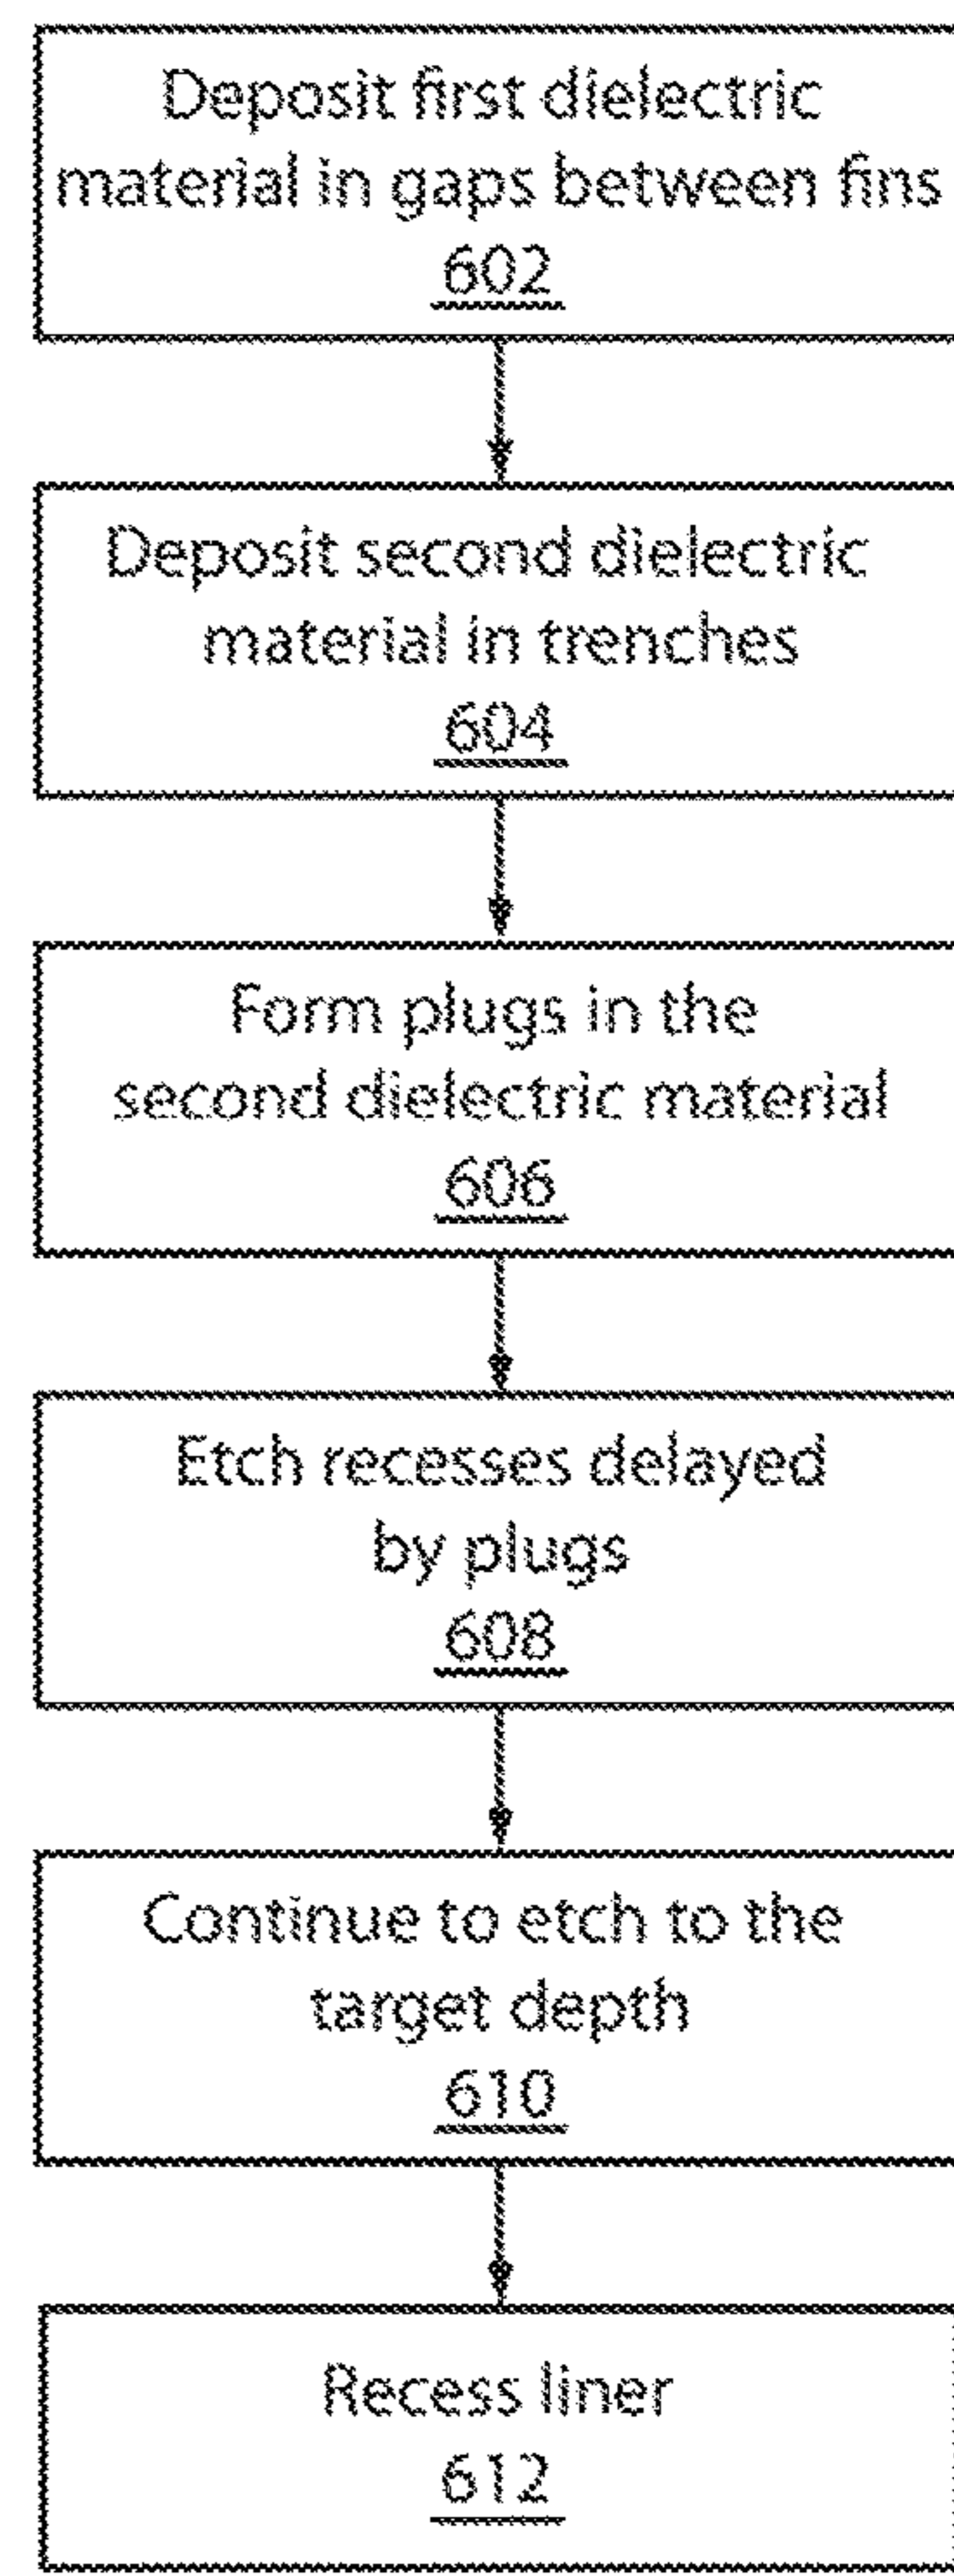 Deposit first dielectric
material in gaps between fins
602
Deposit second dielectric
material in trenches
604
Form plugs in the
second dielectric material
606
Etch recesses delayed
by plugs
608
Continue to etch to the
target depth
610
Recess liner
612